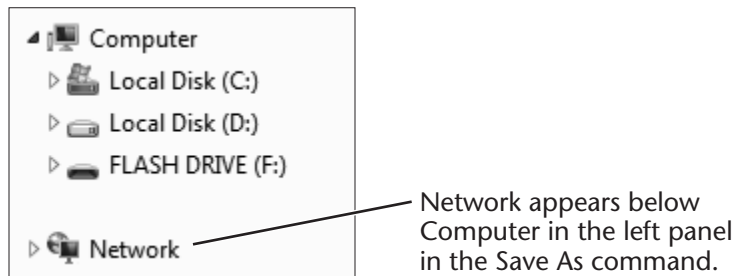 Computer
Local Disk (C:)
Local Disk (D:)
FLASH DRIVE (F:)
Network
Network appears below
Computer in the left panel
in the Save As command.